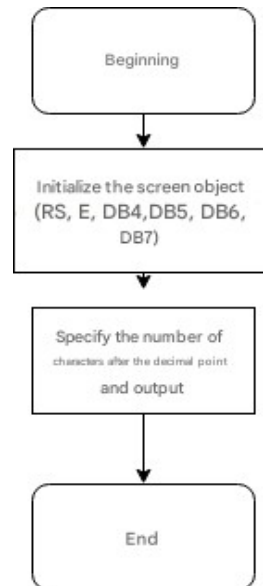 Beginning
Initialize the screen object
(RS, E, DB4,DB5, DB6,
DB7)
Specify the number of
characters after the decimal point
and output
End